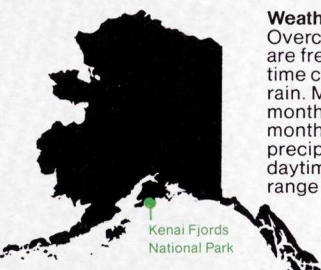 Kenai Fjords
National Park
Weath
Overc
are fre
time c
rain. M
month
month
precip
daytim
range